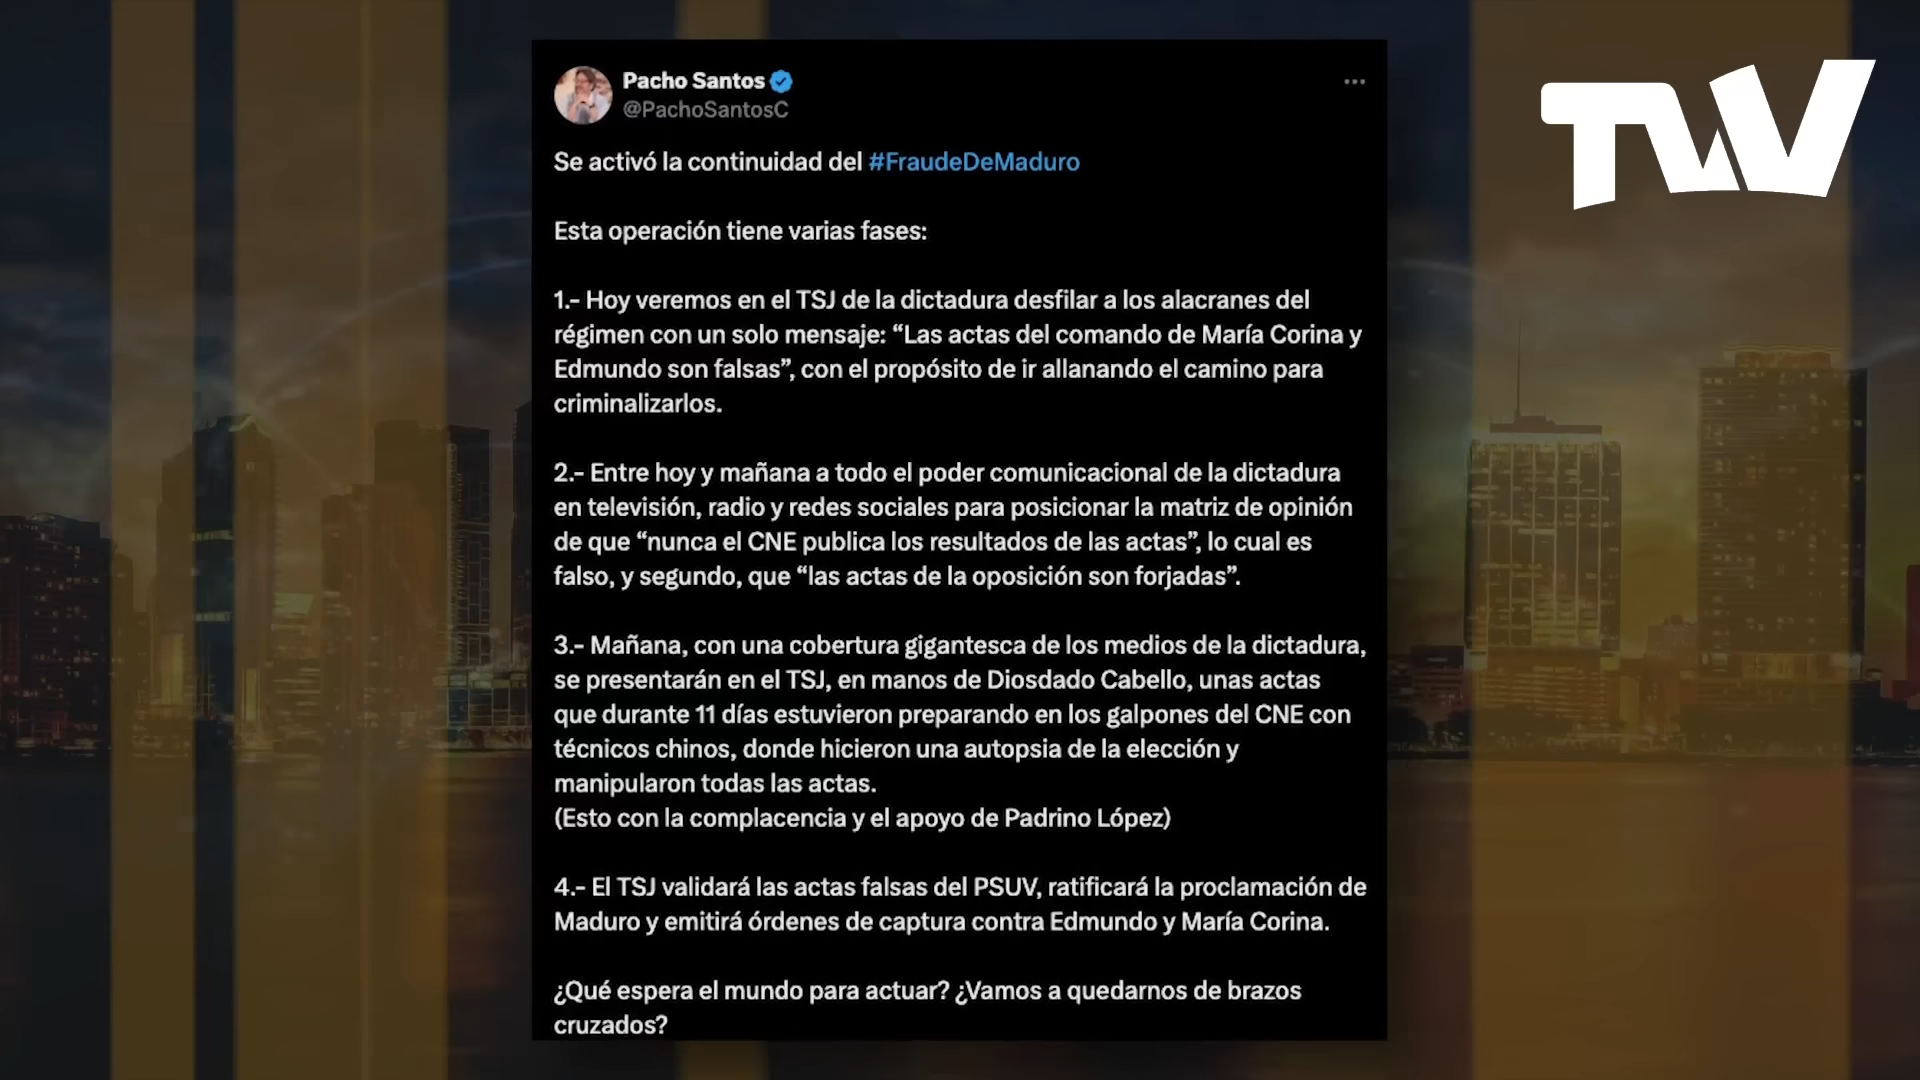 Pacho Santos
@PachoSantosC
TVV
Se activó la continuidad del #FraudeDeMaduro
Esta operación tiene varias fases:
1.- Hoy veremos en el TSJ de la dictadura desfilar a los alacranes del
régimen con un solo mensaje: “Las actas del comando de María Corina y
Edmundo son falsas”, con el propósito de ir allanando el camino para
criminalizarlos.
2.- Entre hoy y mañana a todo el poder comunicacional de la dictadura
en televisión, radio y redes sociales para posicionar la matriz de opinión
de que “nunca el CNE publica los resultados de las actas”, lo cual es
falso, y segundo, que “las actas de la oposición son forjadas”.
3.- Mañana, con una cobertura gigantesca de los medios de la dictadura,
se presentarán en el TSJ, en manos de Diosdado Cabello, unas actas
que durante 11 días estuvieron preparando en los galpones del CNE con
técnicos chinos, donde hicieron una autopsia de la elección y
manipularon todas las actas.
(Esto con la complacencia y el apoyo de Padrino López)
4.- El TSJ validará las actas falsas del PSUV, ratificará la proclamación de
Maduro y emitirá órdenes de captura contra Edmundo y María Corina.
¿Qué espera el mundo para actuar? ¿Vamos a quedarnos de brazos
cruzados?